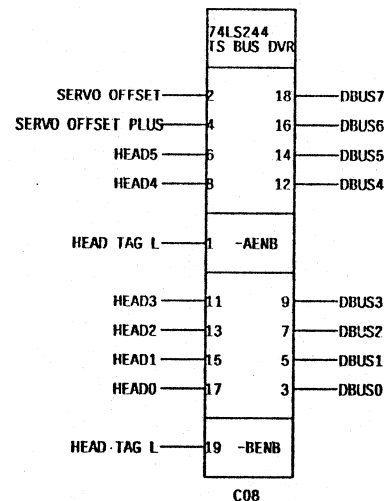 74LS244
TS BUS DVR
SERVO OFFSET 2 18 DBUS7
SERVO OFFSET PLUS 4 16 DBUS6
HEAD5 6 14 DBUS5
HEAD4 8 12 DBUS4
HEAD TAG L 1 -AENB
HEAD3 11 9 DBUS3
HEAD2 13 7 DBUS2
HEAD1 15 5 DBUS1
HEAD0 17 3 DBUS0
HEAD TAG L 19 -BENB
C08